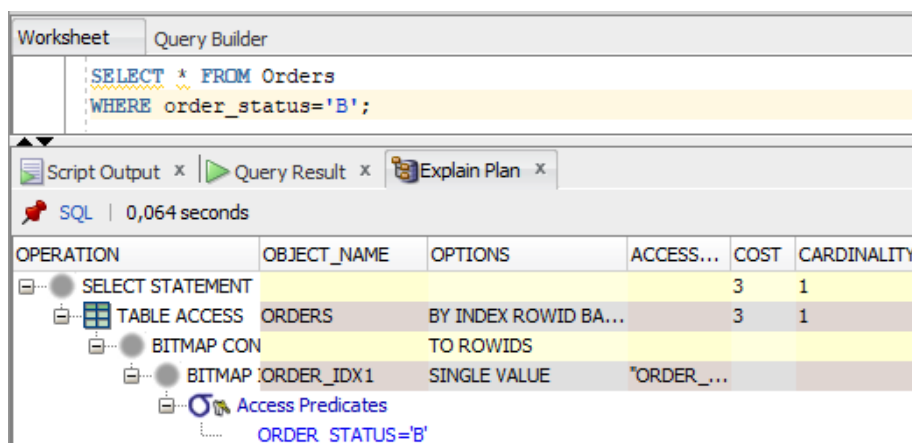 Worksheet Query Builder
SELECT * FROM Orders
WHERE order_status='B';
Script Output x Query Result x Explain Plan x
SQL | 0,064 seconds
OPERATION OBJECT_NAME OPTIONS ACCESS... COST CARDINALITY
SELECT STATEMENT 3 1
TABLE ACCESS ORDERS BY INDEX ROWID BA... 3 1
BITMAP CON TO ROWIDS
BITMAP I ORDER_IDX1 SINGLE VALUE "ORDER_...
Access Predicates
ORDER_STATUS='B'